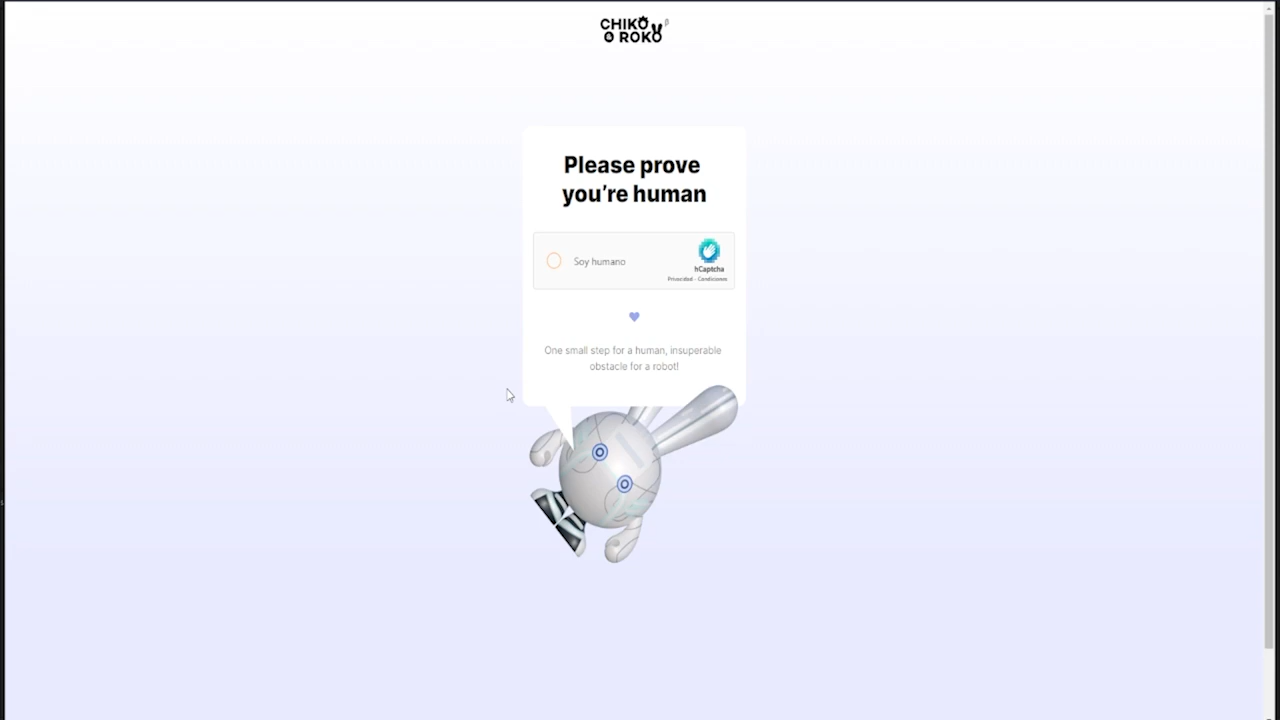 CHIKO
& ROKO
β
Please prove
you're human
Soy humano
hCaptcha
Privacidad - Condiciones
One small step for a human, insuperable
obstacle for a robot!